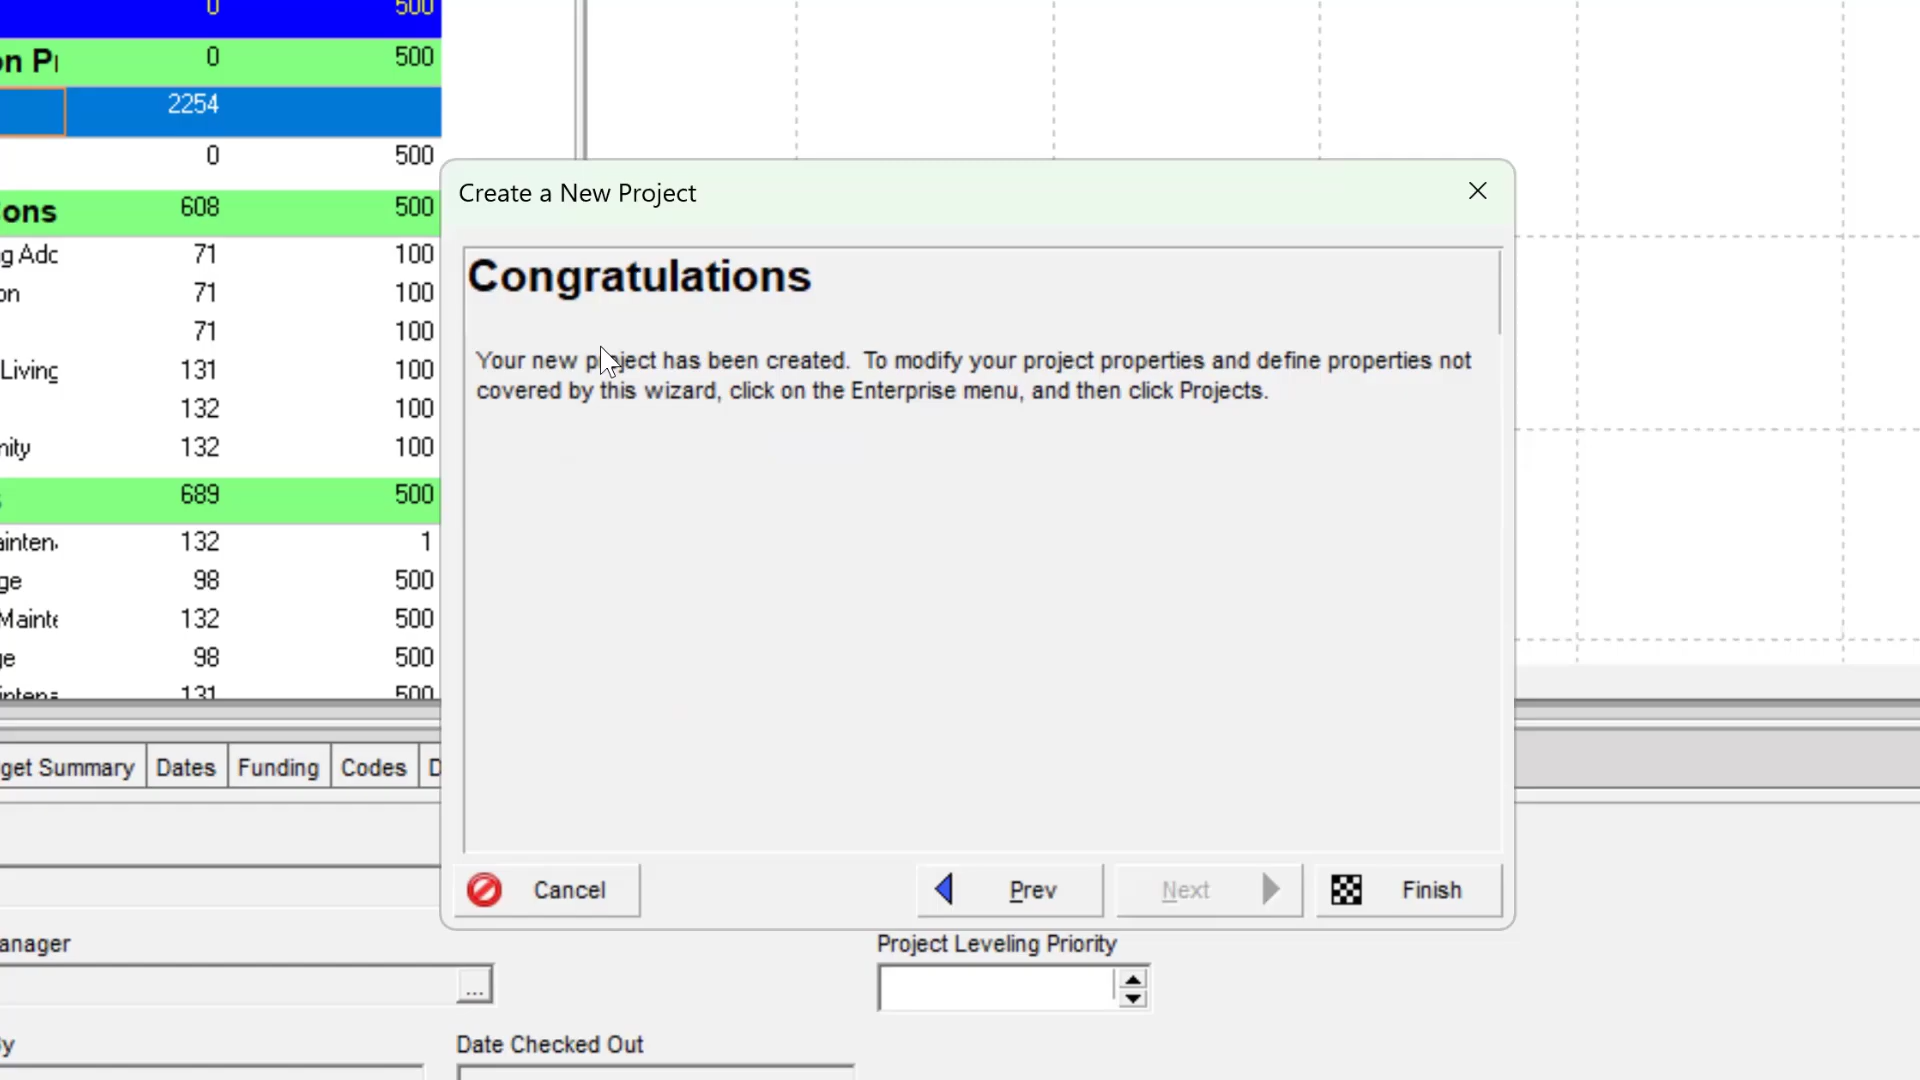 0 500
on P
0 500
2254
0 500
ons 608 500
g Adc 71 100
on 71 100
71 100
Living 131 100
132 100
nity 132 100
689 500
ainten 132 1
ge 98 500
Mainte 132 500
ge 98 500
131 500
Create a New Project
Congratulations
Your new project has been created. To modify your project properties and define properties not
covered by this wizard, click on the Enterprise menu, and then click Projects.
Cancel Prev Next Finish
get Summary Dates Funding Codes D
anager
...
Project Leveling Priority
y
Date Checked Out